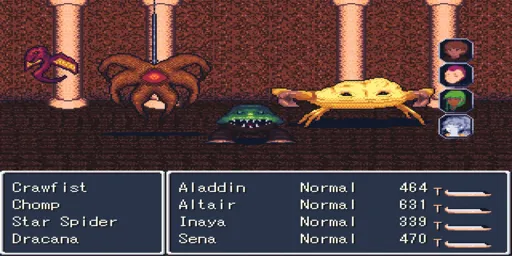 Crawfist
Chomp
Star Spider
Dracana
Aladdin Normal 464 T
Altair Normal 631 T
Inaya Normal 339 T
Sena Normal 470 T